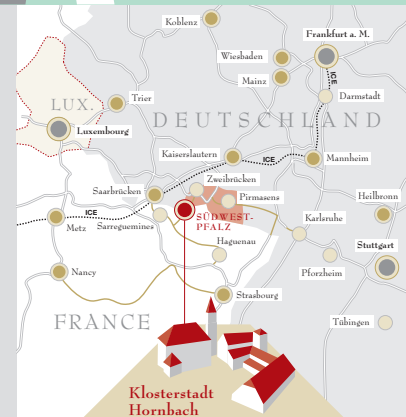 Koblenz
Frankfurt a. M.
Wiesbaden
Mainz
ICE
Trier
Darmstadt
LUX.
DEUTSCHLAND
Luxembourg
Kaiserslautern
ICE
Mannheim
Zweibrücken
Saarbrücken
Pirmasens
Heilbronn
ICE
SÜDWEST-
PFALZ
Karlsruhe
Metz
Sarreguemines
Haguenau
Stuttgart
Nancy
Pforzheim
Strasbourg
FRANCE
Tübingen
Klosterstadt
Hornbach